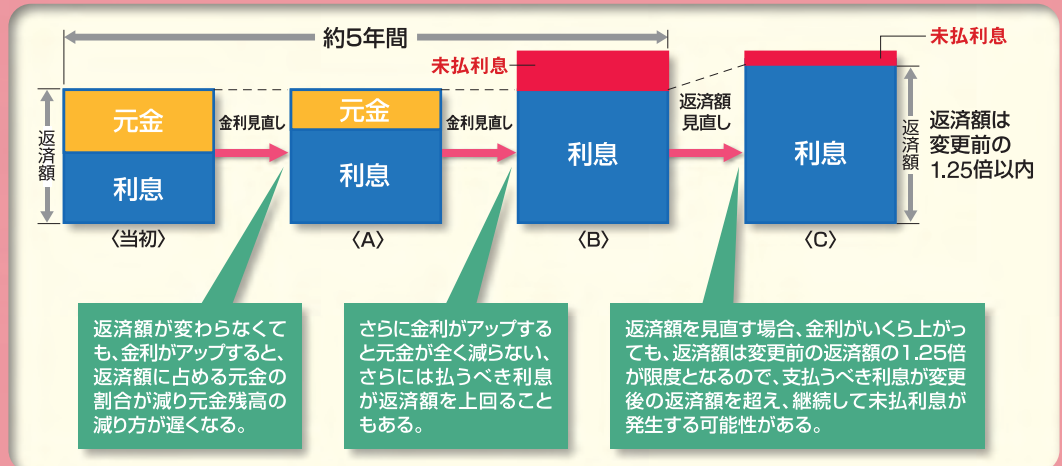 約5年間
未払利息
未払利息
返済額
元金
利息
〈当初〉
金利見直し
元金
利息
〈A〉
金利見直し
利息
〈B〉
返済額
見直し
利息
〈C〉
返済額
返済額は
変更前の
1.25倍以内
返済額が変わらなくて
も、金利がアップすると、
返済額に占める元金の
割合が減り元金残高の
減り方が遅くなる。
さらに金利がアップする
と元金が全く減らない、
さらには払うべき利息
が返済額を上回ること
もある。
返済額を見直す場合、金利がいくら上がっ
ても、返済額は変更前の返済額の1.25倍
が限度となるので、支払うべき利息が変更
後の返済額を超え、継続して未払利息が
発生する可能性がある。